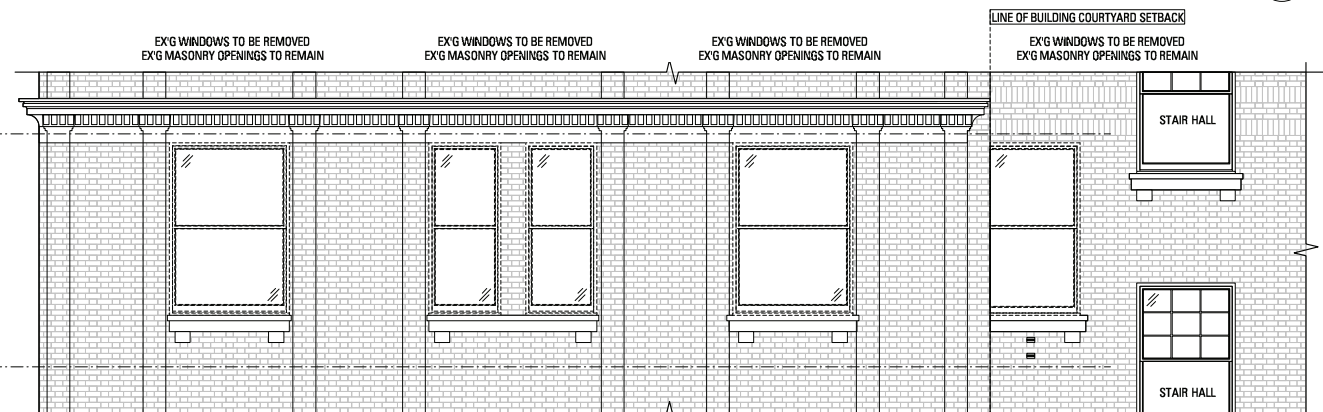 LINE OF BUILDING COURTYARD SETBACK
EX'G WINDOWS TO BE REMOVED
EX'G MASONRY OPENINGS TO REMAIN
EX'G WINDOWS TO BE REMOVED
EX'G MASONRY OPENINGS TO REMAIN
EX'G WINDOWS TO BE REMOVED
EX'G MASONRY OPENINGS TO REMAIN
EX'G WINDOWS TO BE REMOVED
EX'G MASONRY OPENINGS TO REMAIN
STAIR HALL
STAIR HALL